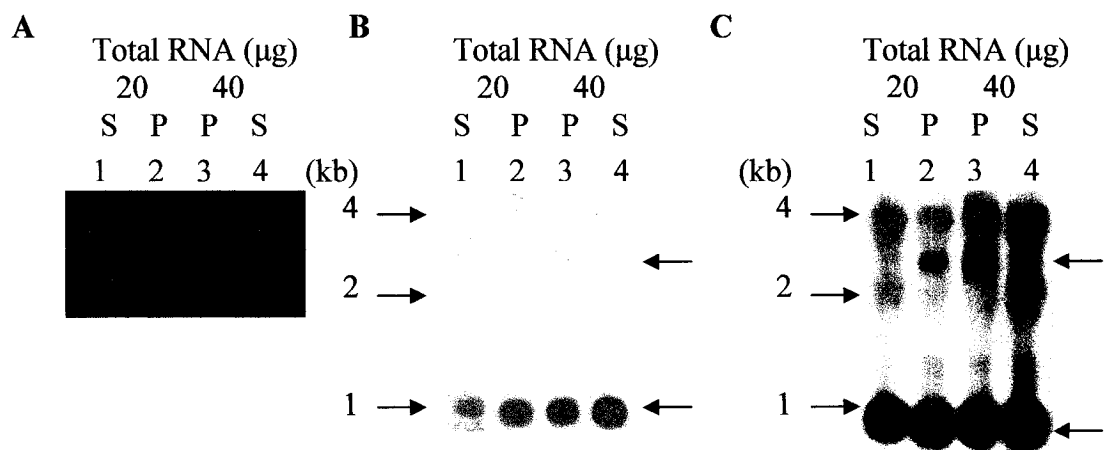 A
Total RNA (µg)
20 40
S P P S
1 2 3 4
B
Total RNA (µg)
20 40
S P P S
(kb) 1 2 3 4
4
2
1
C
Total RNA (µg)
20 40
S P P S
1 2 3 4
4
2
1